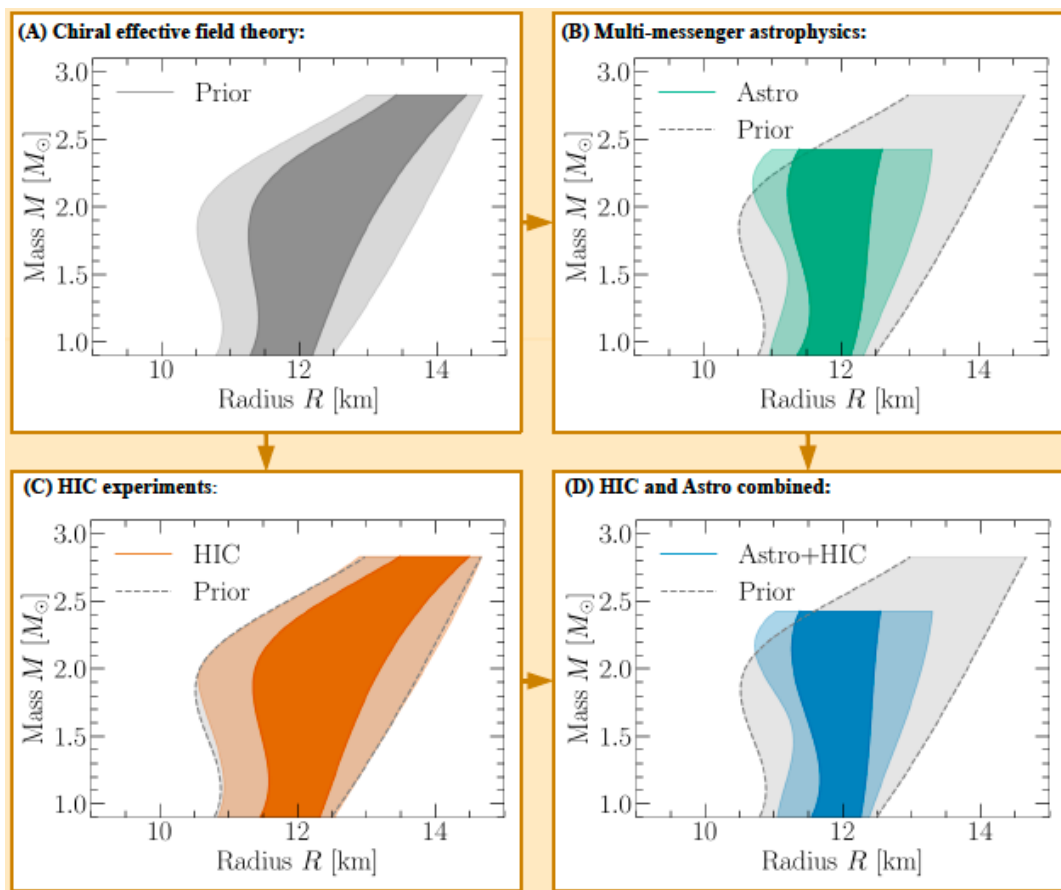 (A) Chiral effective field theory:
Prior
3.0
2.5
2.0
1.5
1.0
Mass M [M⊙]
10 12 14
Radius R [km]
(B) Multi-messenger astrophysics:
Astro
Prior
3.0
2.5
2.0
1.5
1.0
Mass M [M⊙]
10 12 14
Radius R [km]
(C) HIC experiments:
HIC
Prior
3.0
2.5
2.0
1.5
1.0
Mass M [M⊙]
10 12 14
Radius R [km]
(D) HIC and Astro combined:
Astro+HIC
Prior
3.0
2.5
2.0
1.5
1.0
Mass M [M⊙]
10 12 14
Radius R [km]